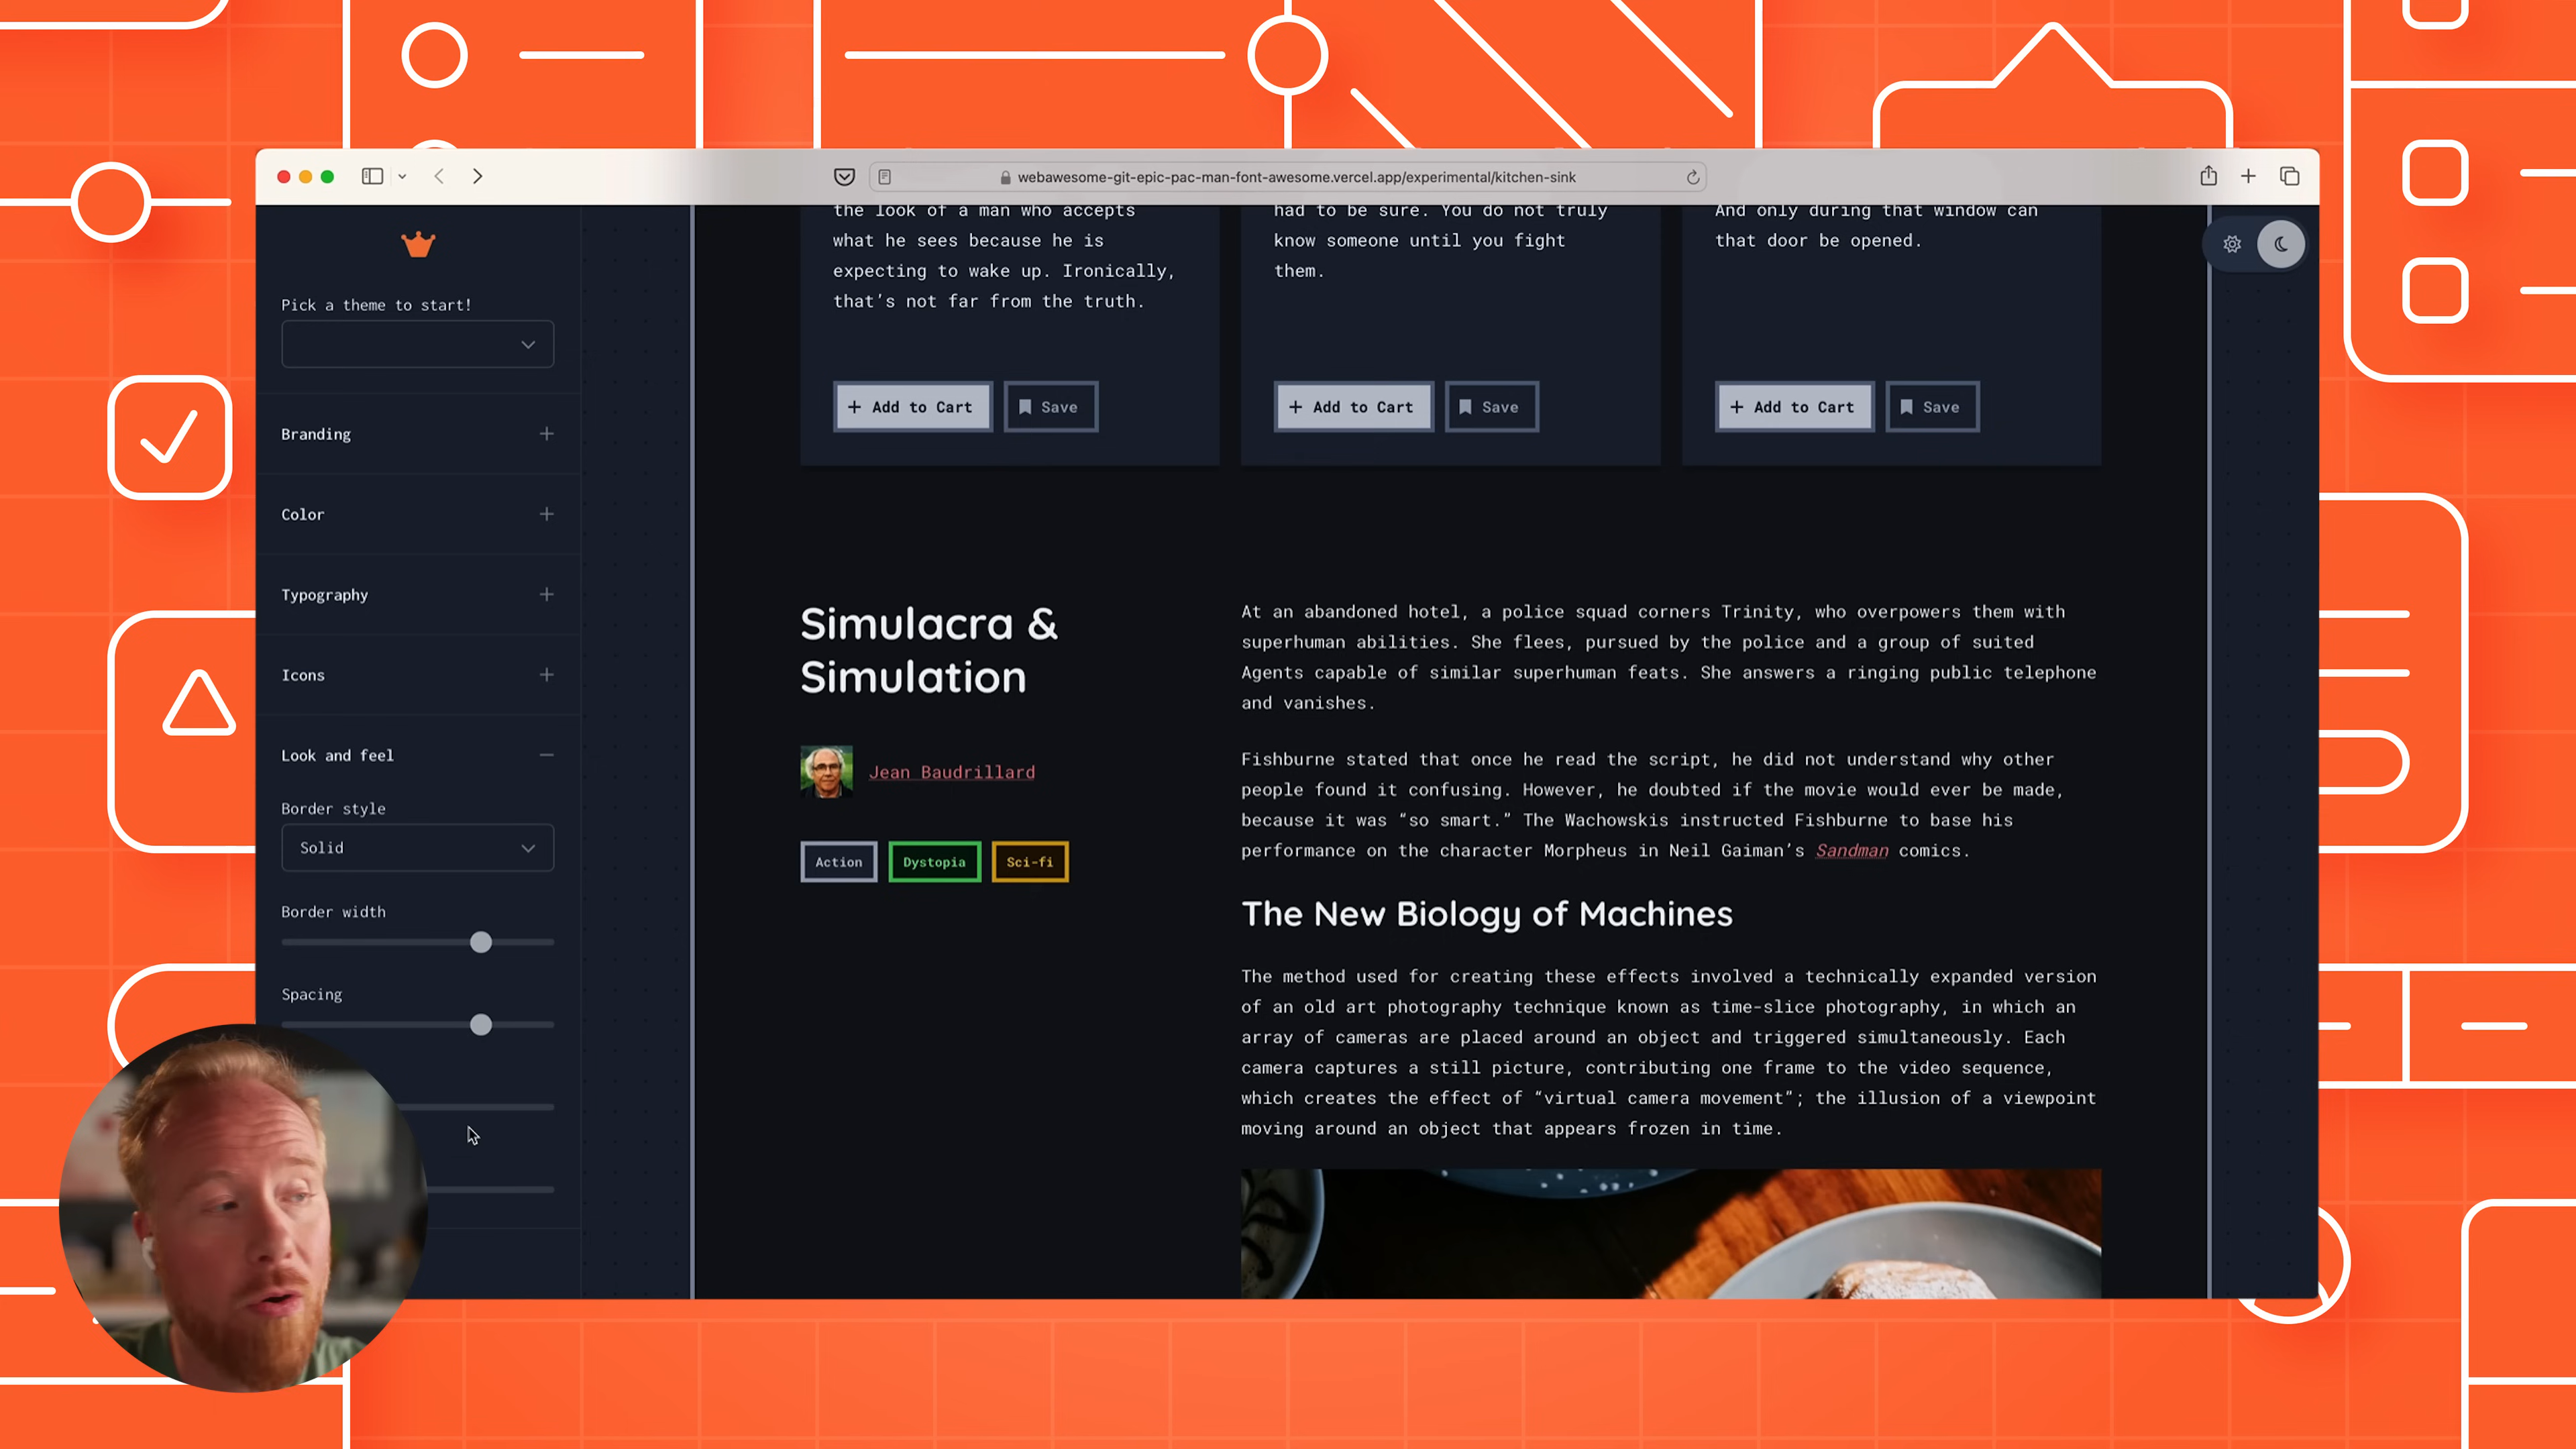 webawesome-git-epic-pac-man-font-awesome.vercel.app/experimental/kitchen-sink
Pick a theme to start!
Branding
Color
Typography
Icons
Look and feel
Border style
Solid
Border width
Spacing
the look of a man who accepts
what he sees because he is
expecting to wake up. Ironically,
that’s not far from the truth.
+ Add to Cart
Save
had to be sure. You do not truly
know someone until you fight
them.
+ Add to Cart
Save
And only during that window can
that door be opened.
+ Add to Cart
Save
Simulacra &
Simulation
Jean Baudrillard
Action
Dystopia
Sci-fi
At an abandoned hotel, a police squad corners Trinity, who overpowers them with
superhuman abilities. She flees, pursued by the police and a group of suited
Agents capable of similar superhuman feats. She answers a ringing public telephone
and vanishes.
Fishburne stated that once he read the script, he did not understand why other
people found it confusing. However, he doubted if the movie would ever be made,
because it was “so smart.” The Wachowskis instructed Fishburne to base his
performance on the character Morpheus in Neil Gaiman’s Sandman comics.
The New Biology of Machines
The method used for creating these effects involved a technically expanded version
of an old art photography technique known as time-slice photography, in which an
array of cameras are placed around an object and triggered simultaneously. Each
camera captures a still picture, contributing one frame to the video sequence,
which creates the effect of “virtual camera movement”; the illusion of a viewpoint
moving around an object that appears frozen in time.